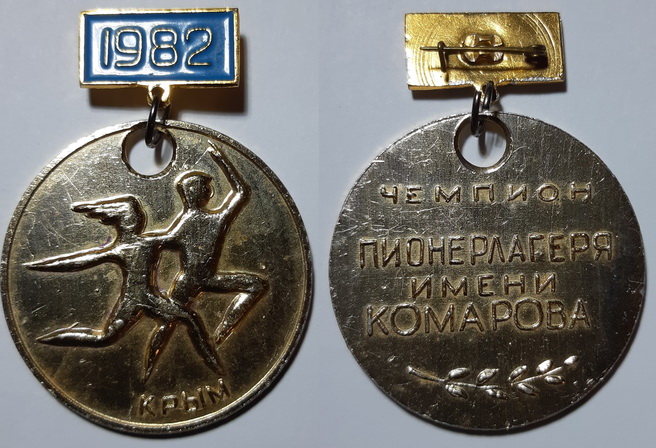 1982
КРЫМ
ЧЕМПИОН
ПИОНЕРЛАГЕРЯ
ИМЕНИ
КОМАРОВА